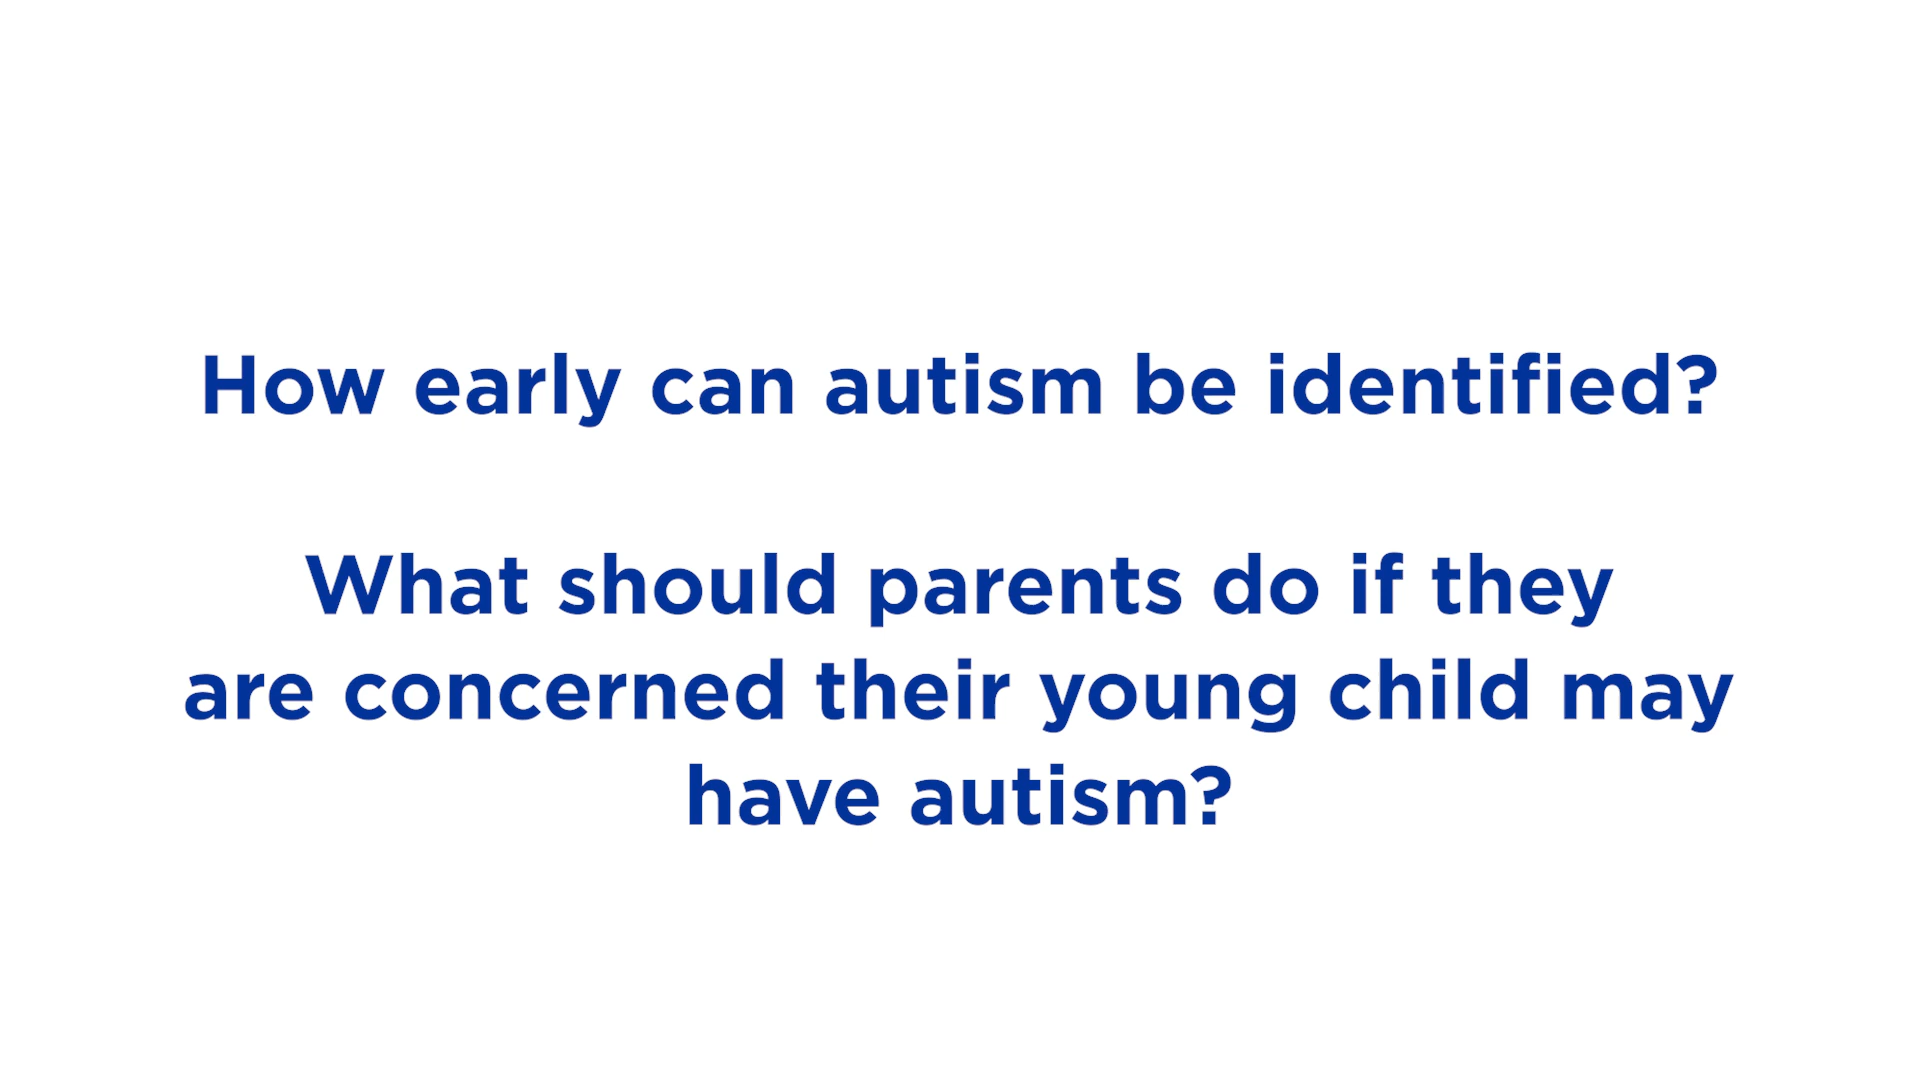 How early can autism be identified?
What should parents do if they
are concerned their young child may
have autism?